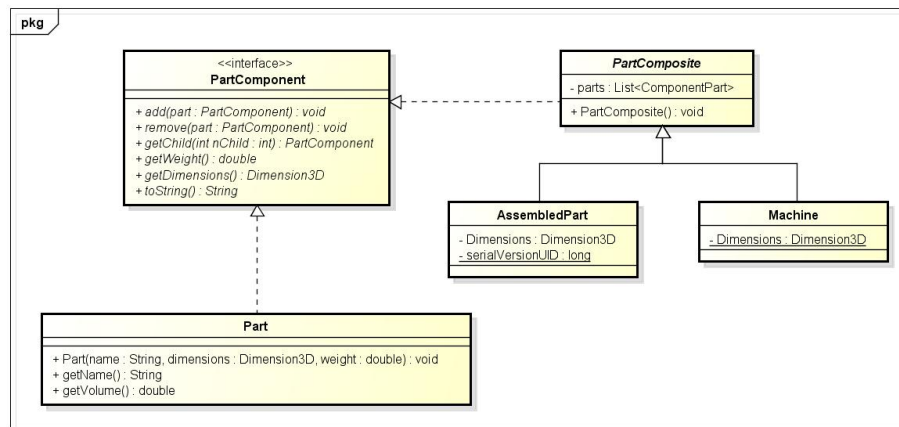 pkg
<<interface>>
PartComponent
+ add(part : PartComponent) : void
+ remove(part : PartComponent) : void
+ getChild(int nChild : int) : PartComponent
+ getWeight() : double
+ getDimensions() : Dimension3D
+ toString() : String
PartComposite
- parts : List<ComponentPart>
+ PartComposite() : void
AssembledPart
- Dimensions : Dimension3D
- serialVersionUID : long
Machine
- Dimensions : Dimension3D
Part
+ Part(name : String, dimensions : Dimension3D, weight : double) : void
+ getName() : String
+ getVolume() : double